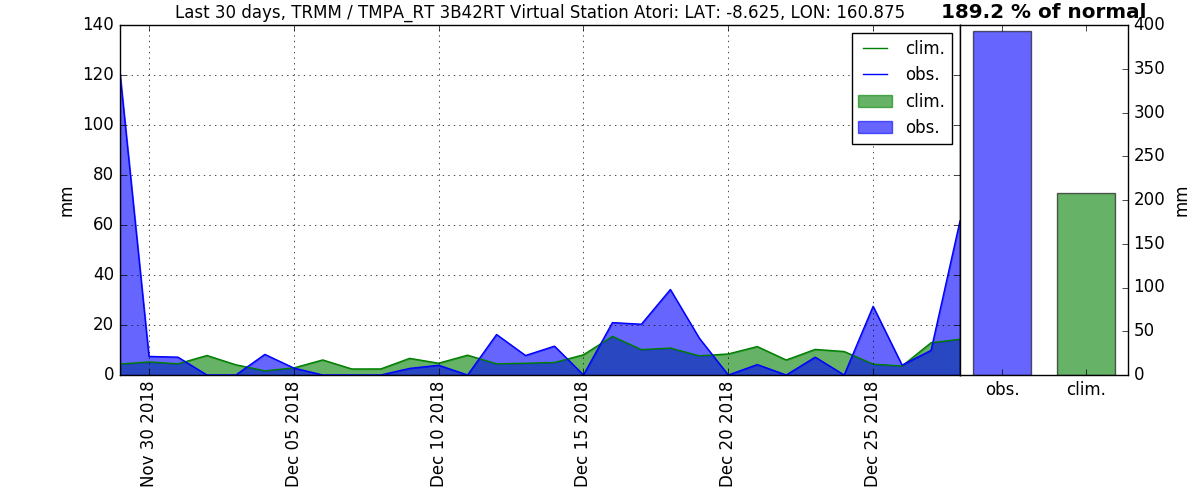 Last 30 days, TRMM / TMPA_RT 3B42RT Virtual Station Atori: LAT: -8.625, LON: 160.875
189.2 % of normal
140
120
100
80
60
40
20
0
mm
clim.
obs.
clim.
obs.
400
350
300
250
200
150
100
50
0
mm
Nov 30 2018
Dec 05 2018
Dec 10 2018
Dec 15 2018
Dec 20 2018
Dec 25 2018
obs.
clim.